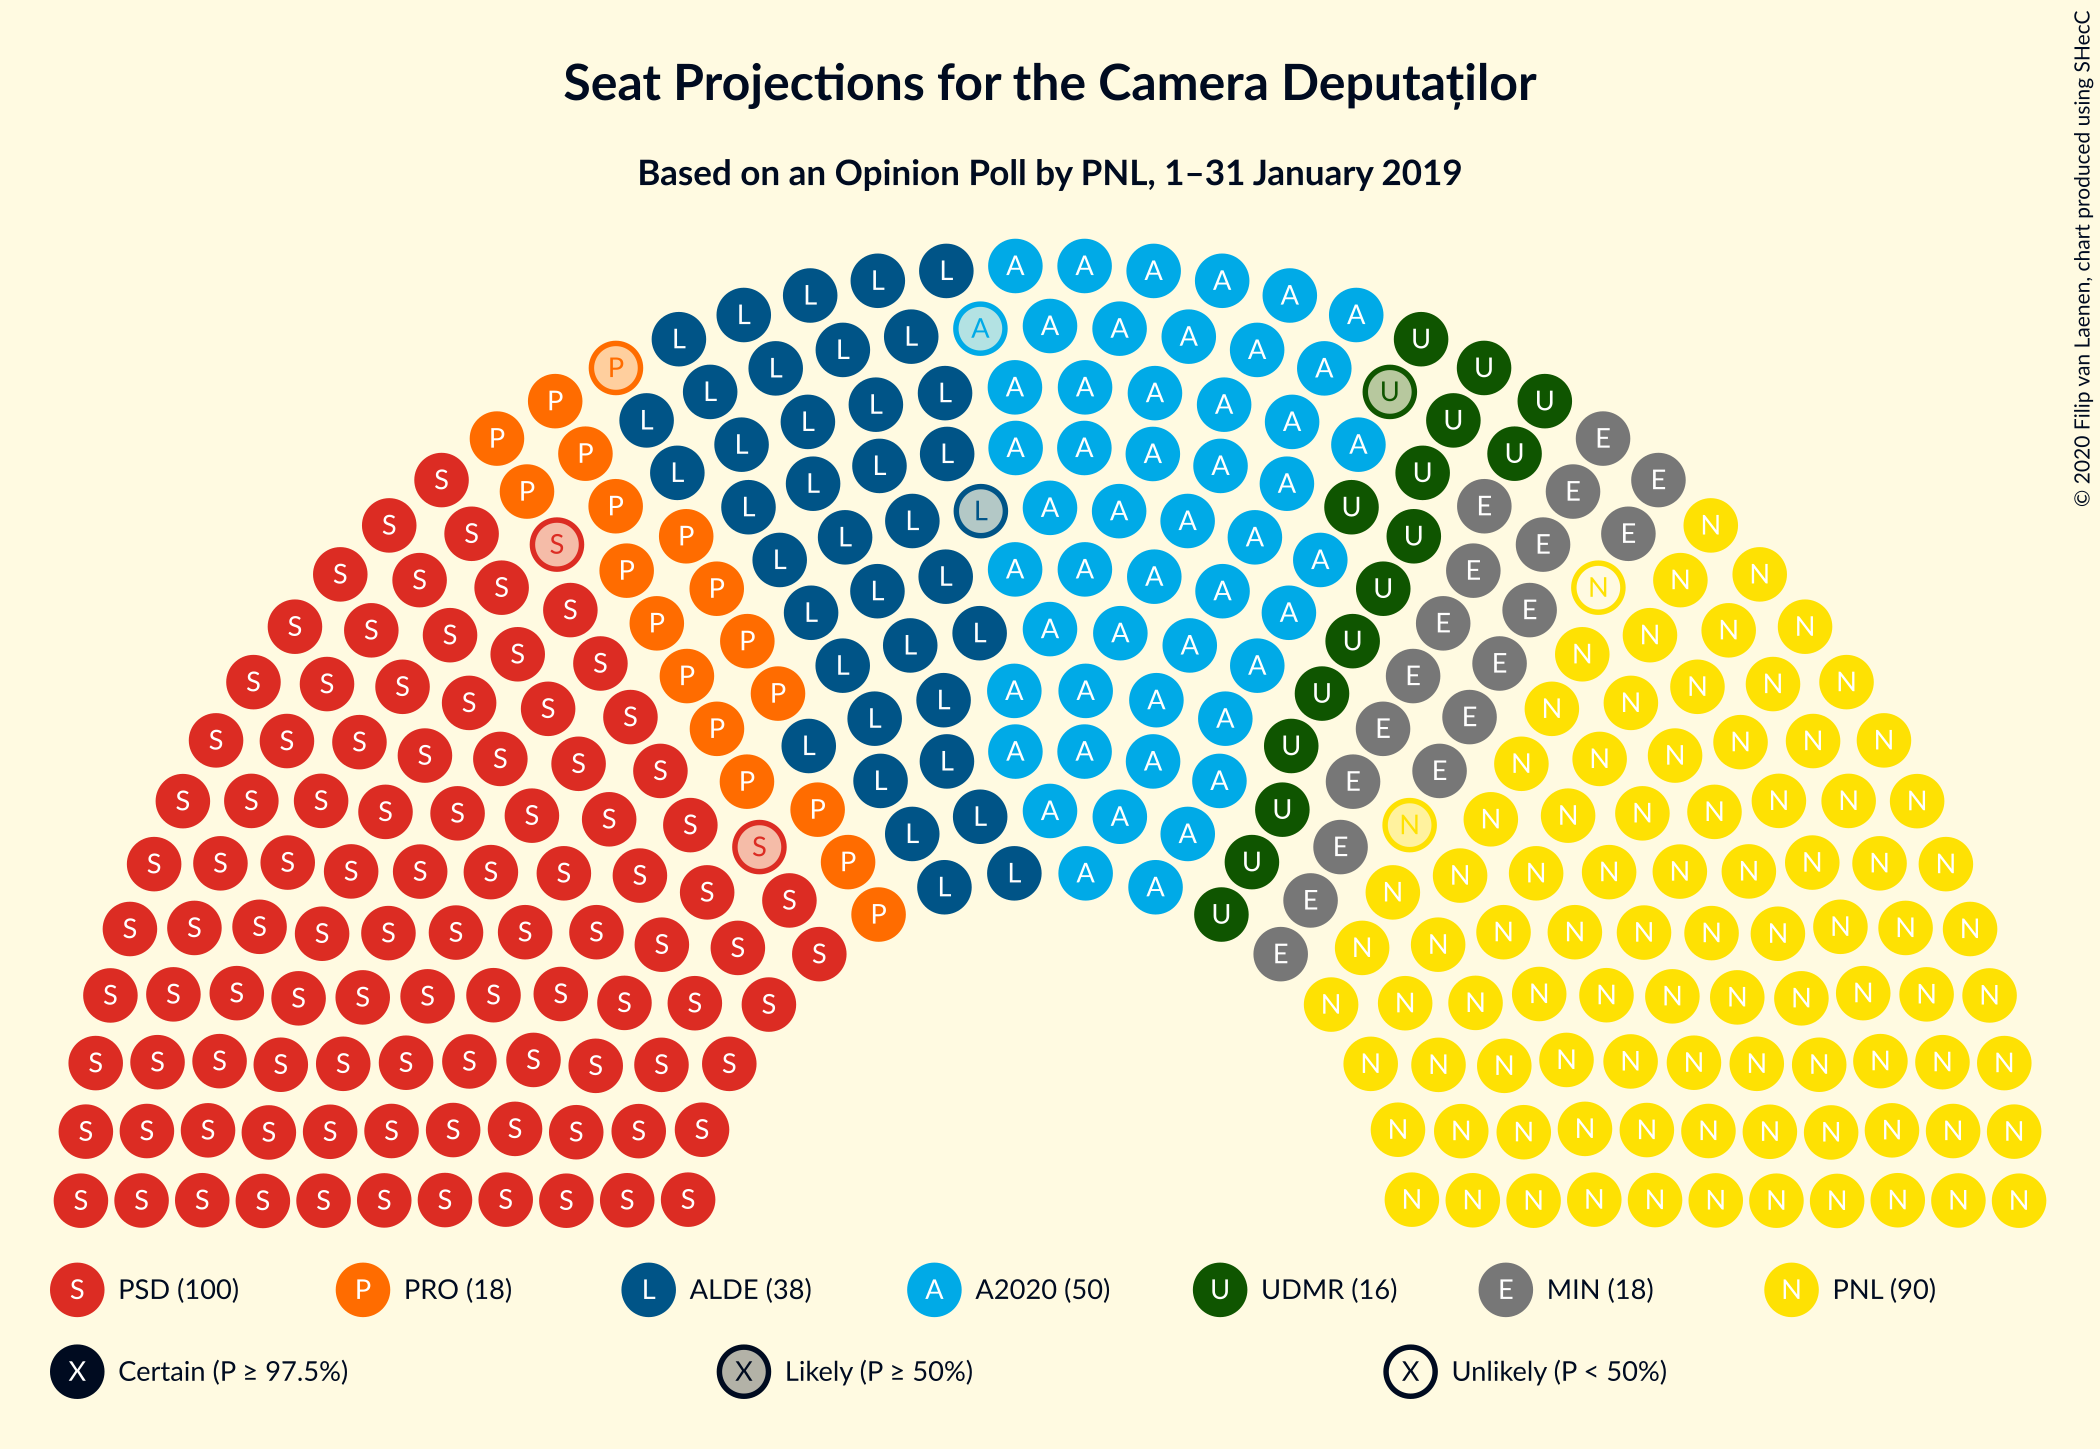 Seat Projections for the Camera Deputaților
Based on an Opinion Poll by PNL, 1–31 January 2019
© 2020 Filip van Laenen, chart produced using SHecC
S PSD (100) P PRO (18) L ALDE (38) A A2020 (50) U UDMR (16) E MIN (18) N PNL (90)
X Certain (P ≥ 97.5%) X Likely (P ≥ 50%) X Unlikely (P < 50%)